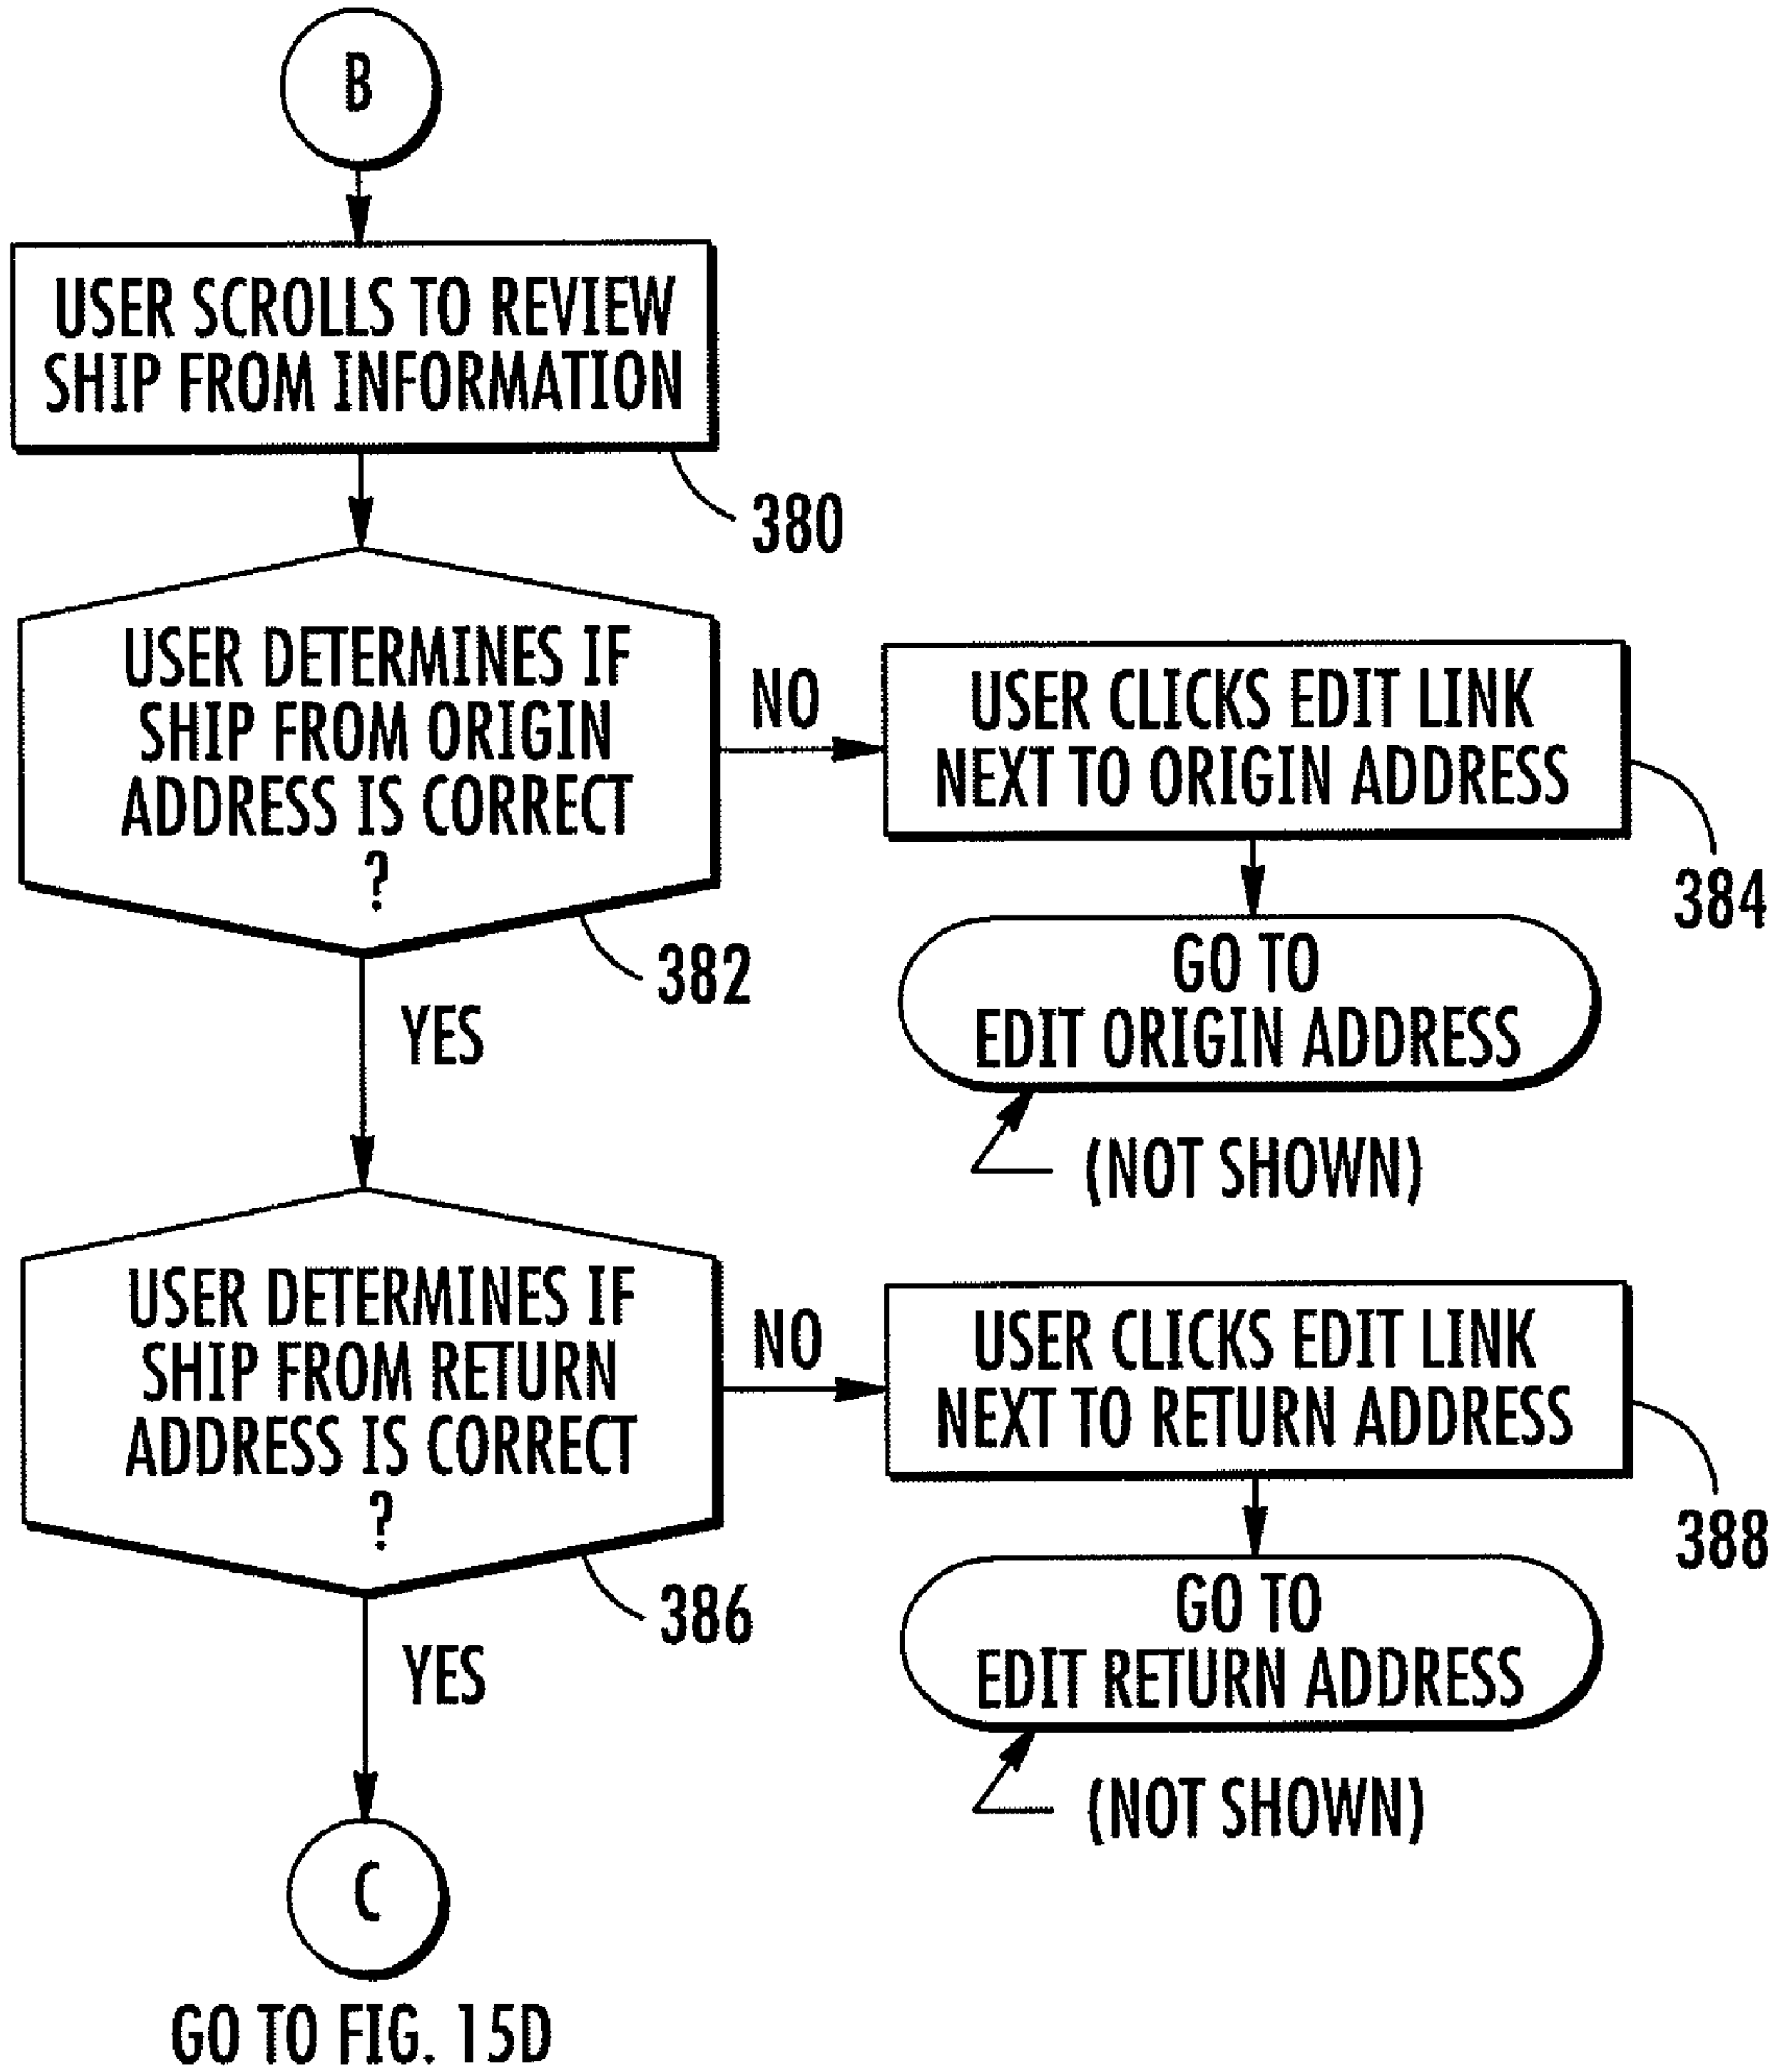 B
USER SCROLLS TO REVIEW
SHIP FROM INFORMATION
380
USER DETERMINES IF
SHIP FROM ORIGIN
ADDRESS IS CORRECT
?
382
NO
USER CLICKS EDIT LINK
NEXT TO ORIGIN ADDRESS
384
GO TO
EDIT ORIGIN ADDRESS
(NOT SHOWN)
YES
USER DETERMINES IF
SHIP FROM RETURN
ADDRESS IS CORRECT
?
386
NO
USER CLICKS EDIT LINK
NEXT TO RETURN ADDRESS
388
GO TO
EDIT RETURN ADDRESS
(NOT SHOWN)
YES
C
GO TO FIG. 15D